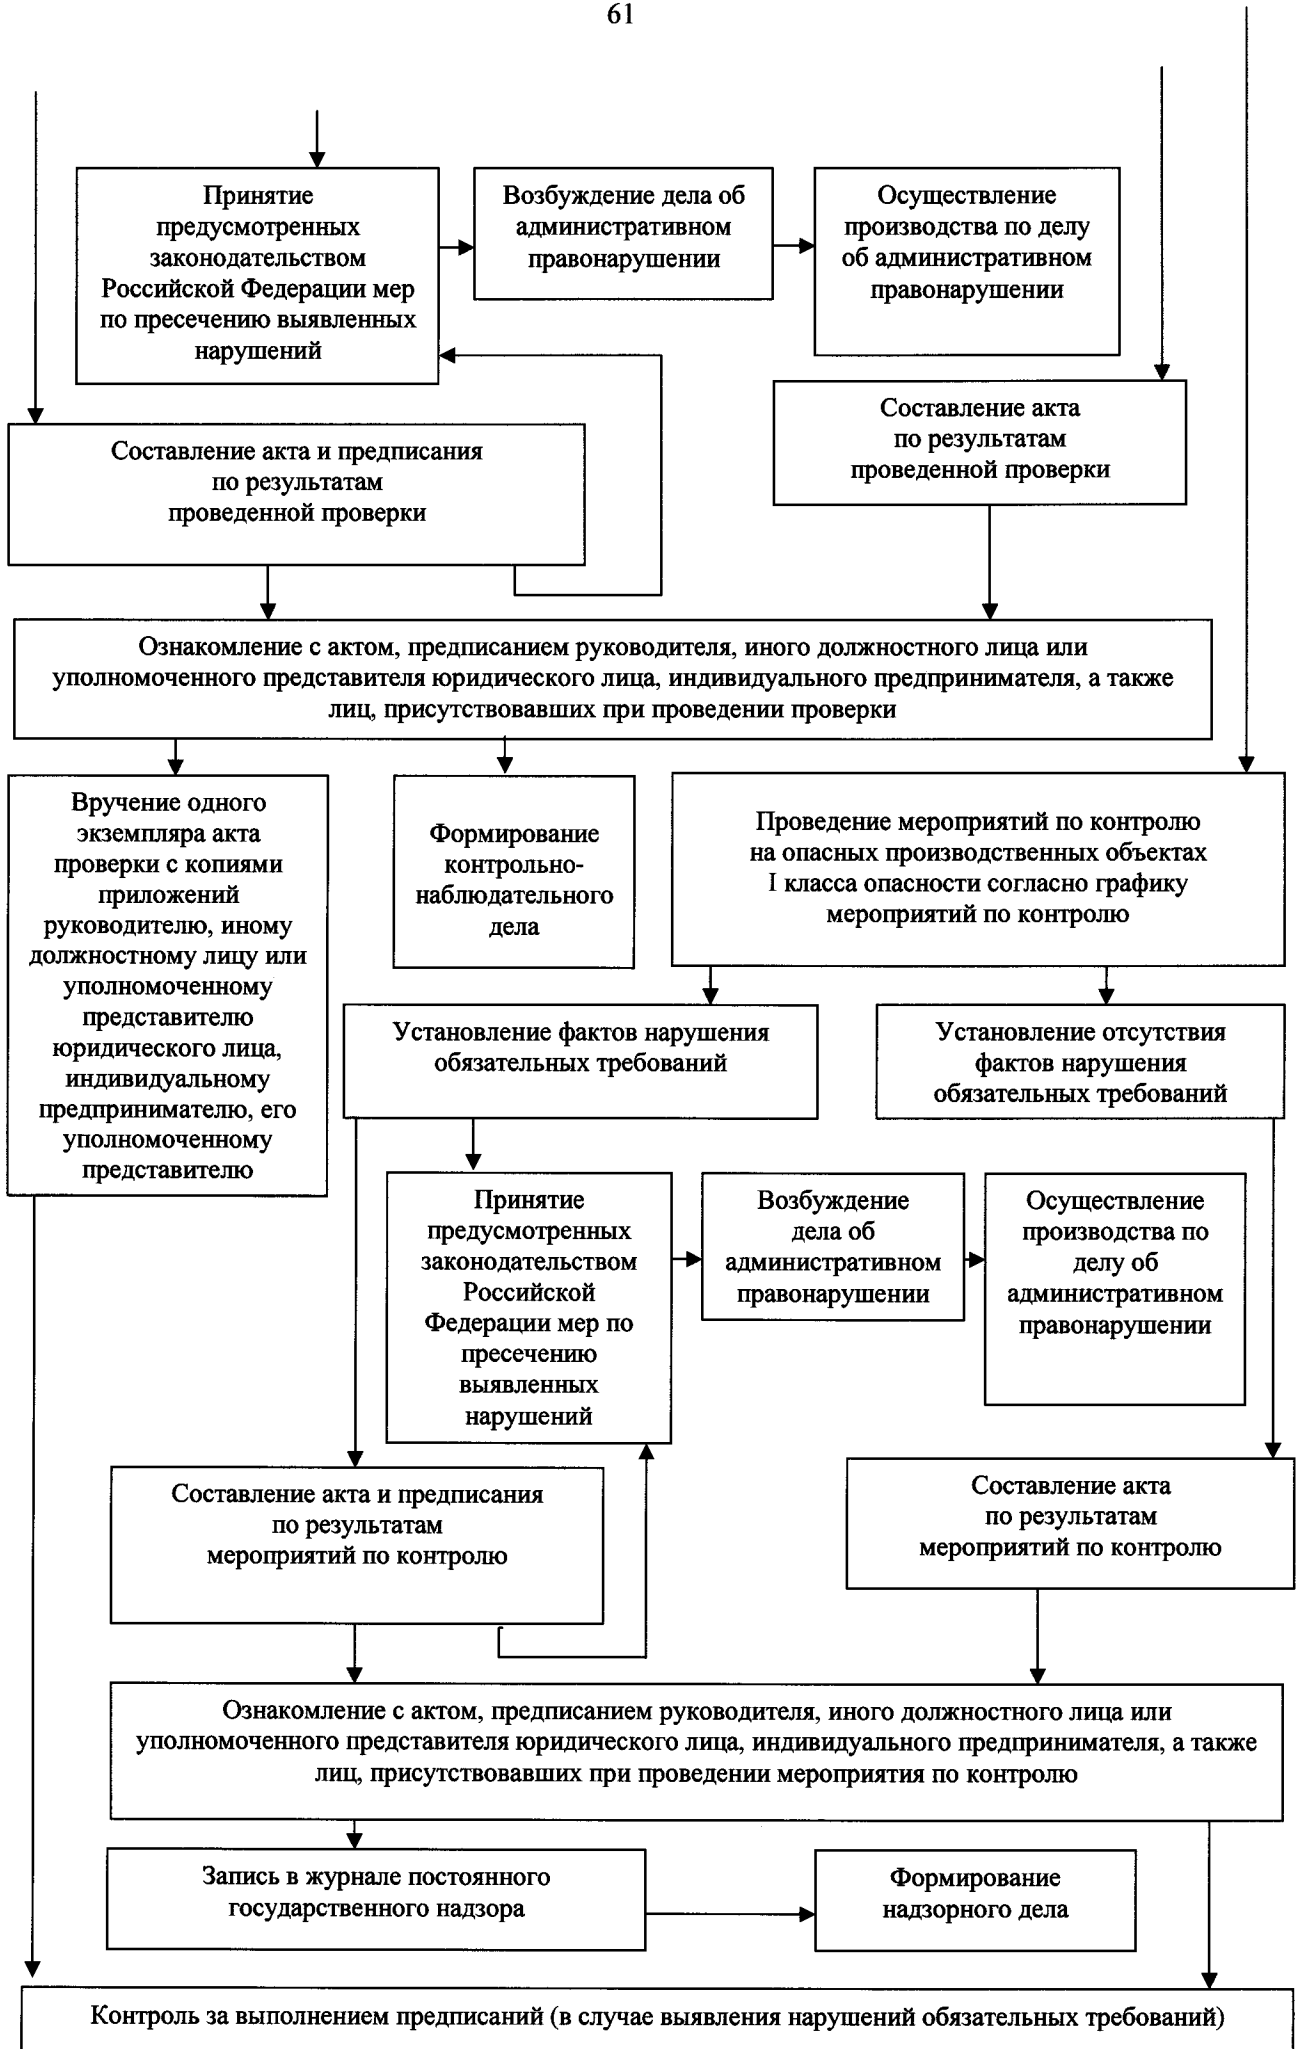 61
Принятие
предусмотренных
законодательством
Российской Федерации мер
по пресечению выявленных
нарушений
Возбуждение дела об
административном
правонарушении
Осуществление
производства по делу
об административном
правонарушении
Составление акта
по результатам
проведенной проверки
Составление акта и предписания
по результатам
проведенной проверки
Ознакомление с актом, предписанием руководителя, иного должностного лица или
уполномоченного представителя юридического лица, индивидуального предпринимателя, а также
лиц, присутствовавших при проведении проверки
Вручение одного
экземпляра акта
проверки с копиями
приложений
руководителю, иному
должностному лицу или
уполномоченному
представителю
юридического лица,
индивидуальному
предпринимателю, его
уполномоченному
представителю
Формирование
контрольно-
наблюдательного
дела
Проведение мероприятий по контролю
на опасных производственных объектах
I класса опасности согласно графику
мероприятий по контролю
Установление фактов нарушения
обязательных требований
Установление отсутствия
фактов нарушения
обязательных требований
Принятие
предусмотренных
законодательством
Российской
Федерации мер по
пресечению
выявленных
нарушений
Возбуждение
дела об
административном
правонарушении
Осуществление
производства по
делу об
административном
правонарушении
Составление акта и предписания
по результатам
мероприятий по контролю
Составление акта
по результатам
мероприятий по контролю
Ознакомление с актом, предписанием руководителя, иного должностного лица или
уполномоченного представителя юридического лица, индивидуального предпринимателя, а также
лиц, присутствовавших при проведении мероприятия по контролю
Запись в журнале постоянного
государственного надзора
Формирование
надзорного дела
Контроль за выполнением предписаний (в случае выявления нарушений обязательных требований)